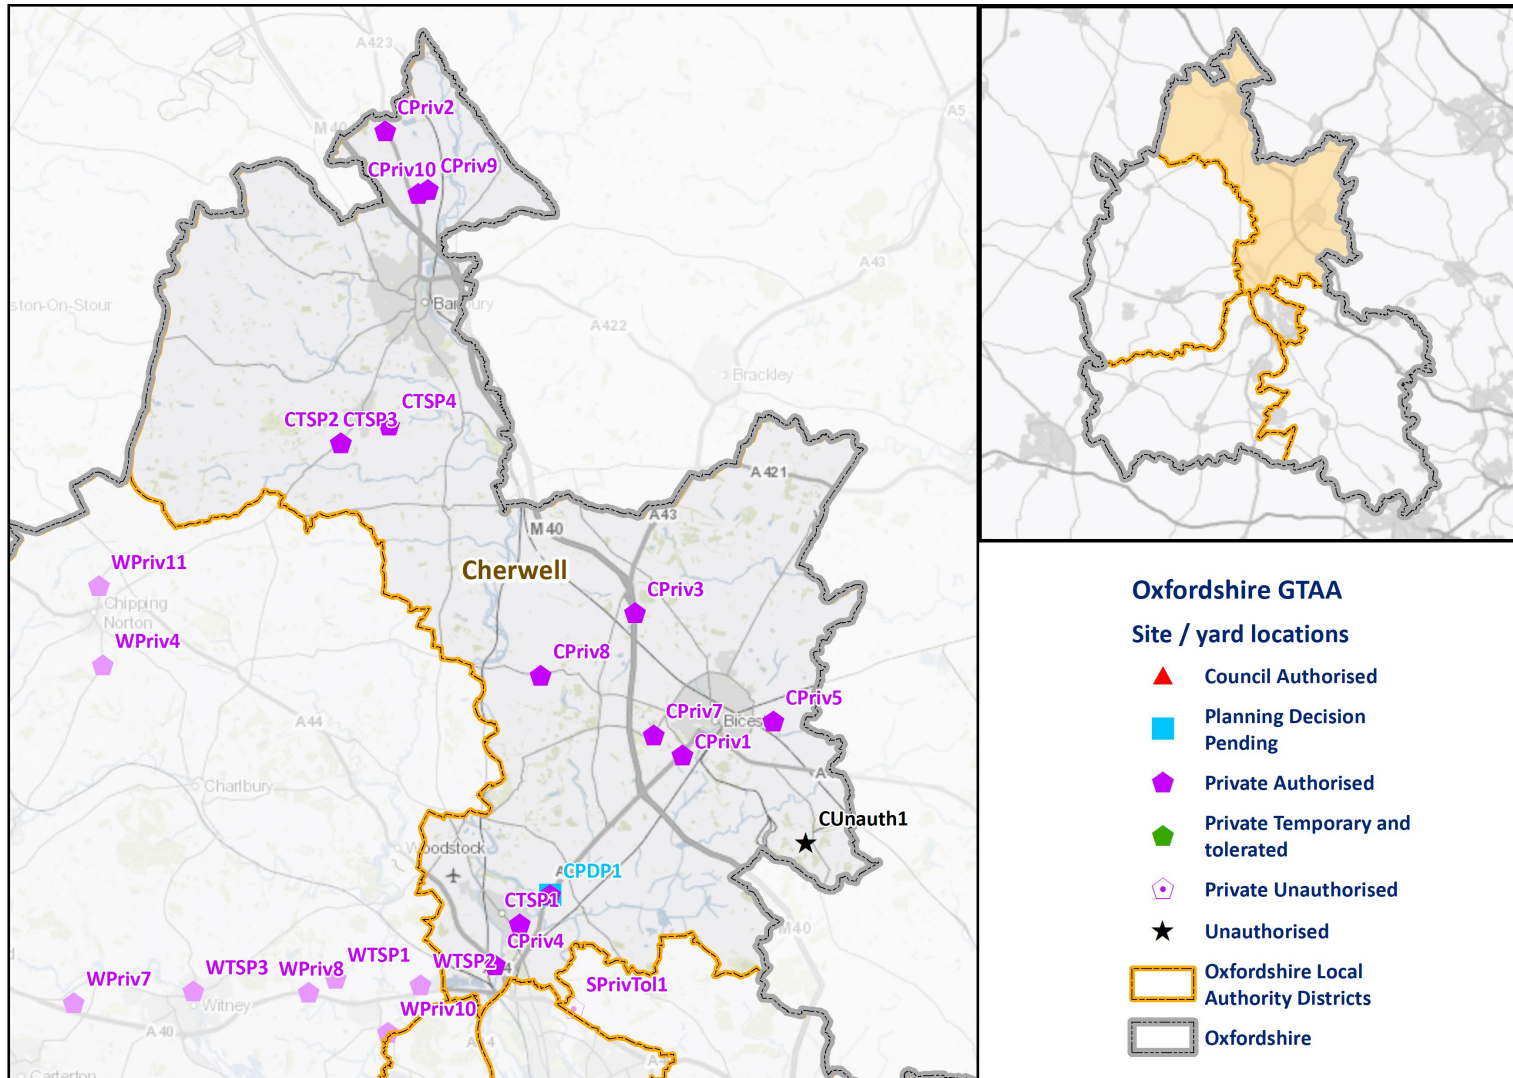 A423
CPriv2
M 40
A5
CPriv10 CPriv9
A43
ston-On-Stour
Banbury
A422
Brackley
CTSP4
CTSP2 CTSP3
A 421
A43
M 40
WPriv11
Cherwell
CPriv3
Chipping
Norton
WPriv4
CPriv8
CPriv5
CPriv7
Bices
A44
CPriv1
Charlbury
CUnauth1
Woodstock
CPDP1
CTSP1
M40
CPriv4
WTSP1
WTSP2
WTSP3
WPriv8
WPriv7
SPrivTol1
Witney
WPriv10
A 40
Carterton
Oxfordshire GTAA
Site / yard locations
Council Authorised
Planning Decision
Pending
Private Authorised
Private Temporary and
tolerated
Private Unauthorised
Unauthorised
Oxfordshire Local
Authority Districts
Oxfordshire